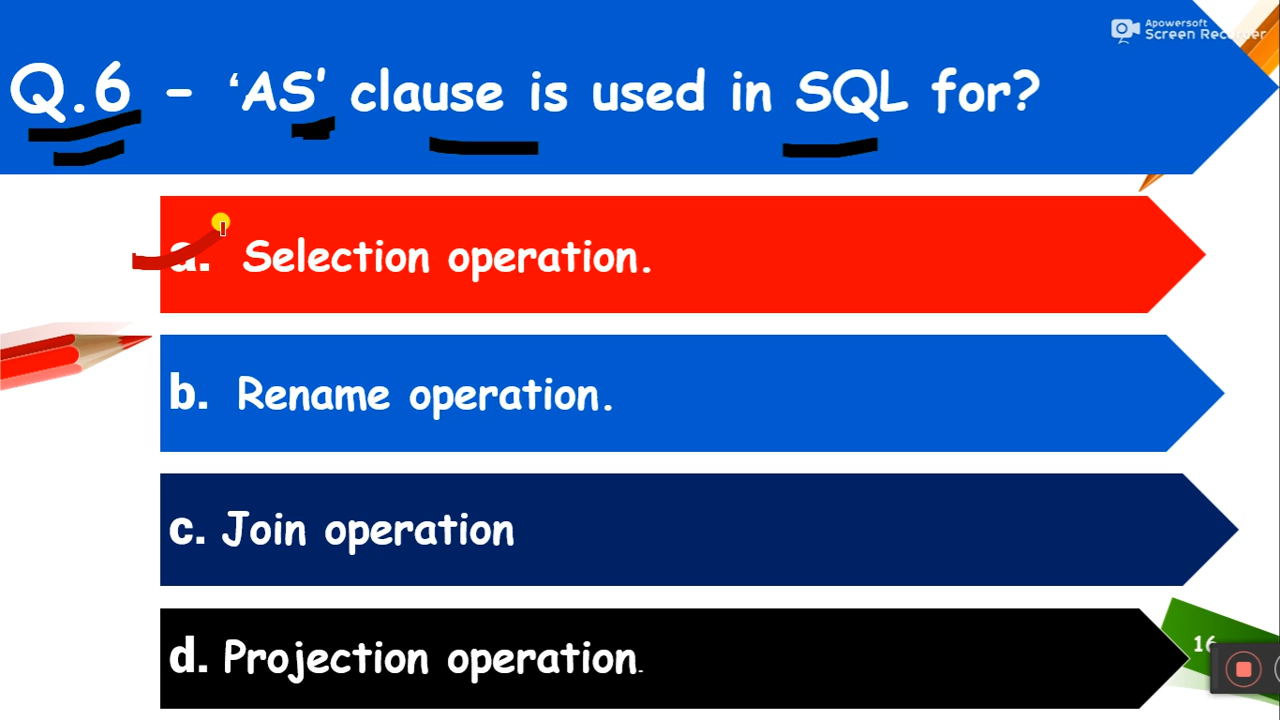 Apowersoft
Screen Recorder
Q.6 – ‘AS’ clause is used in SQL for?
a. Selection operation.
b. Rename operation.
c. Join operation
d. Projection operation.
16